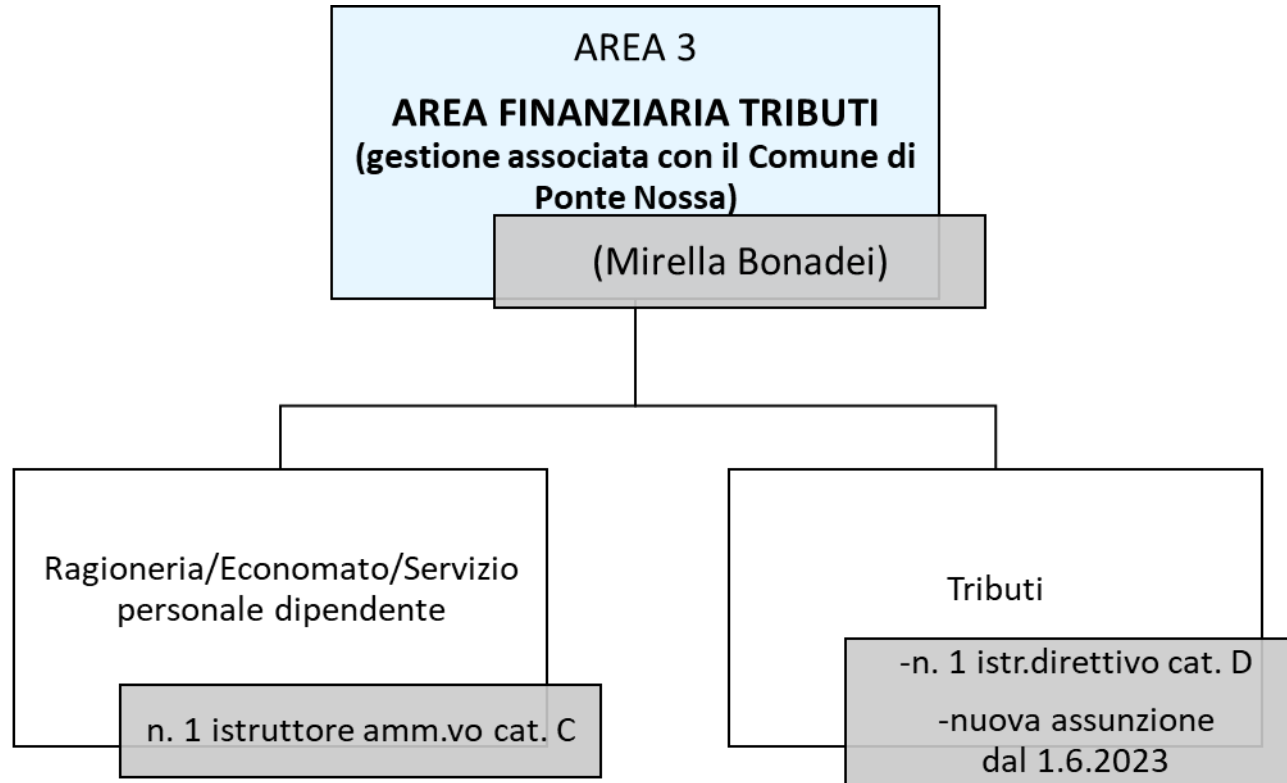 AREA 3
AREA FINANZIARIA TRIBUTI
(gestione associata con il Comune di
Ponte Nossa)
(Mirella Bonadei)
Ragioneria/Economato/Servizio
personale dipendente
n. 1 istruttore amm.vo cat. C
Tributi
-n. 1 istr.direttivo cat. D
-nuova assunzione
dal 1.6.2023